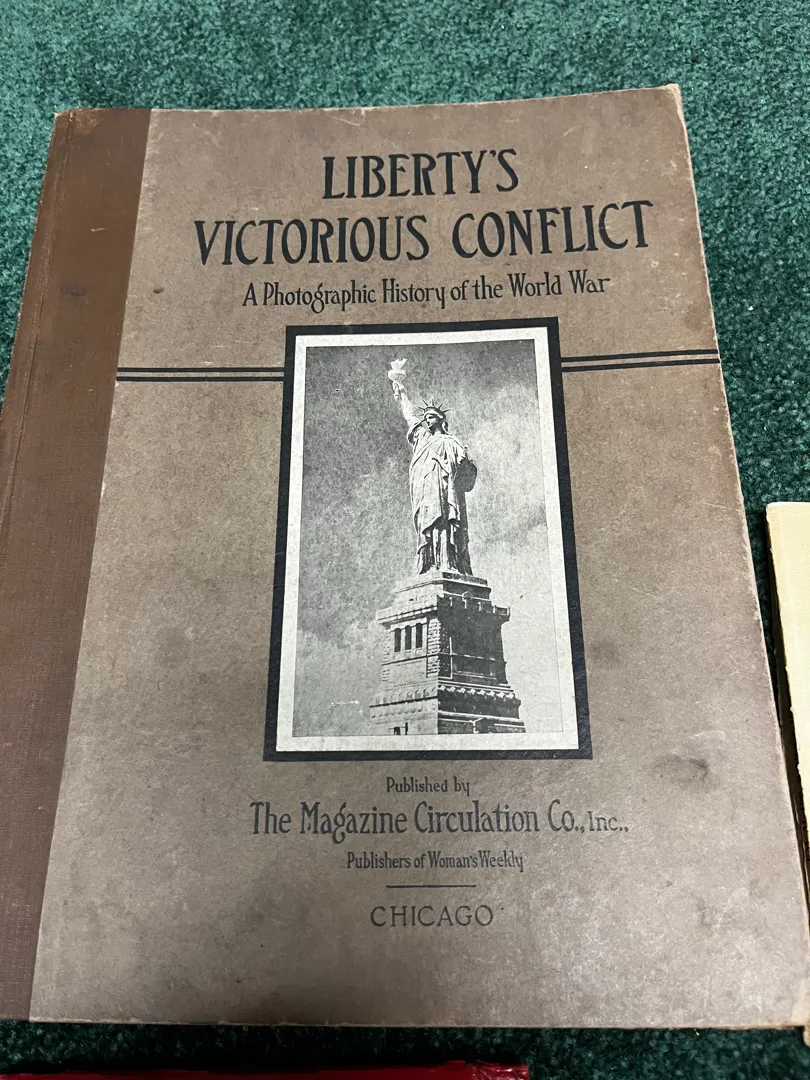 LIBERTY'S
VICTORIOUS CONFLICT
A Photographic History of the World War
Published by
The Magazine Circulation Co., Inc.,
Publishers of Woman's Weekly
CHICAGO